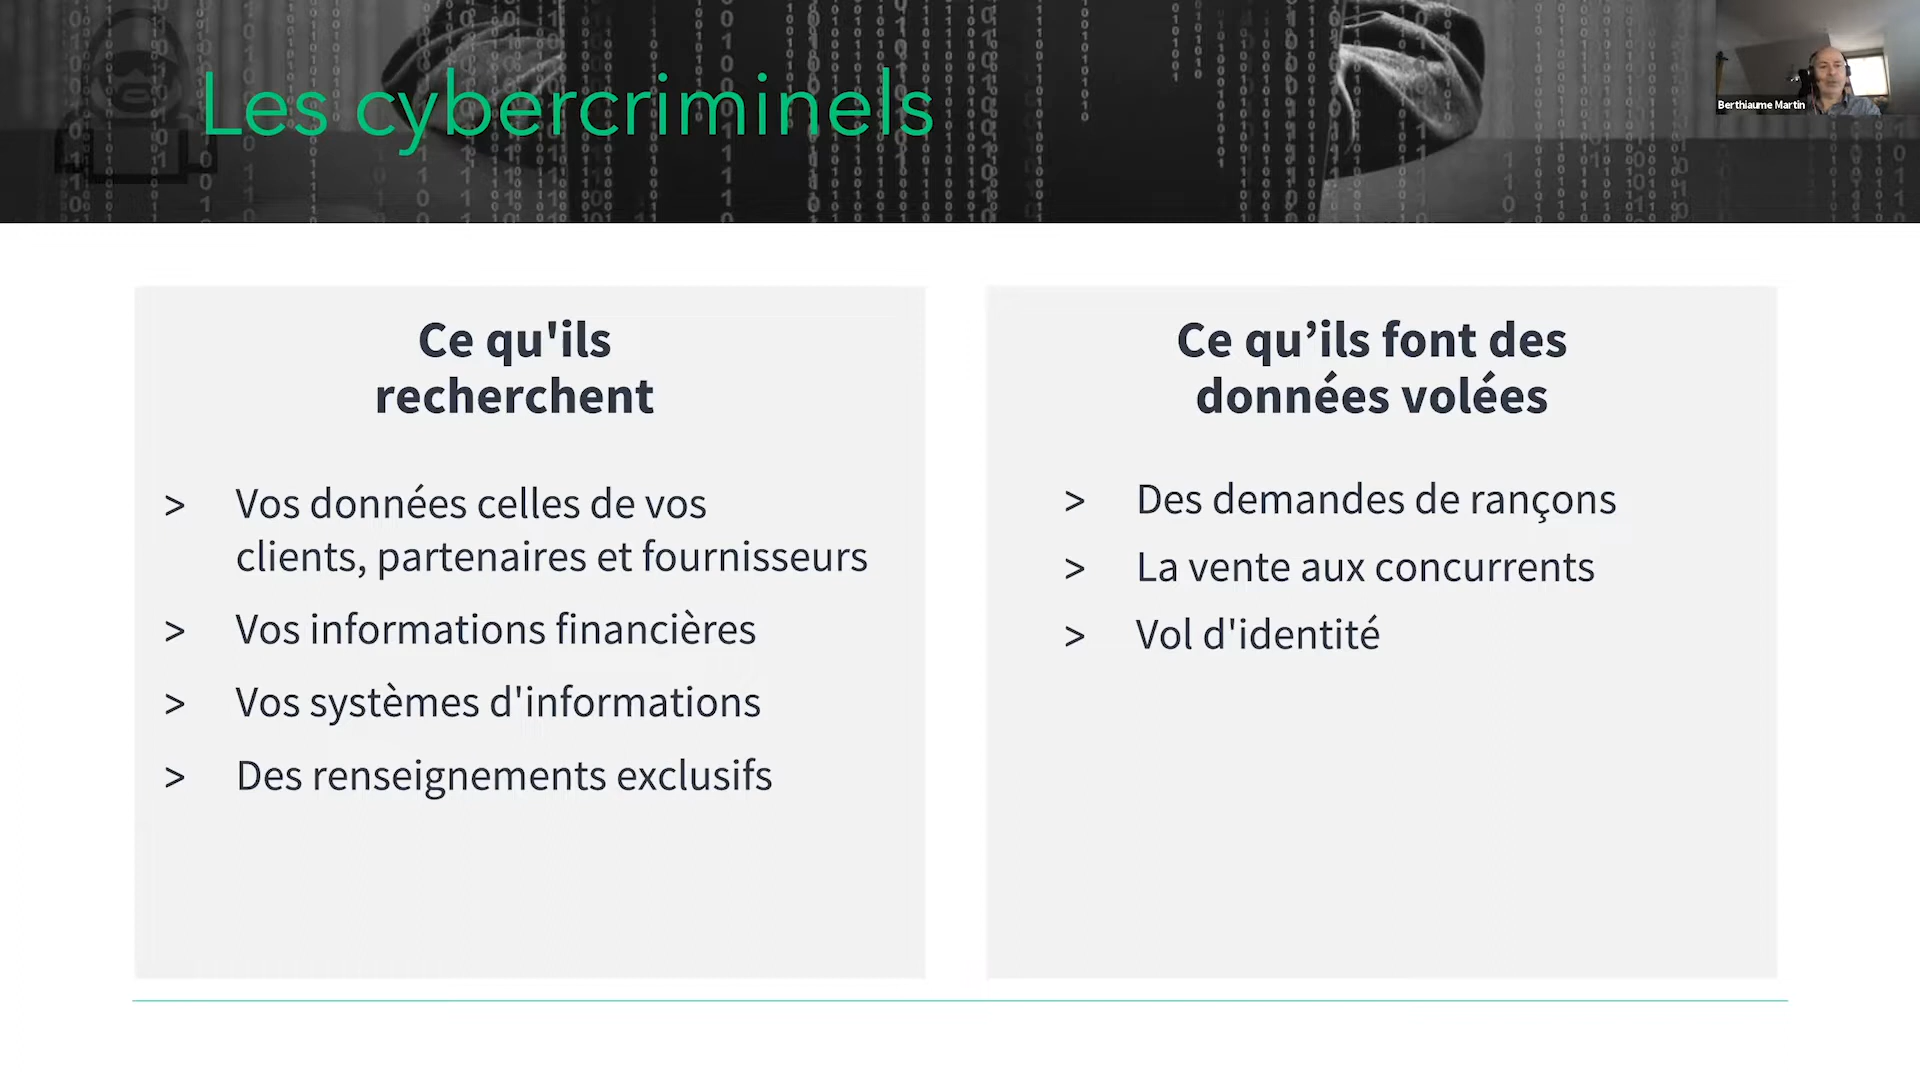 Les cybercriminels
Berthiaume Martin
Ce qu'ils
recherchent
> Vos données celles de vos
clients, partenaires et fournisseurs
> Vos informations financières
> Vos systèmes d'informations
> Des renseignements exclusifs
Ce qu’ils font des
données volées
> Des demandes de rançons
> La vente aux concurrents
> Vol d'identité